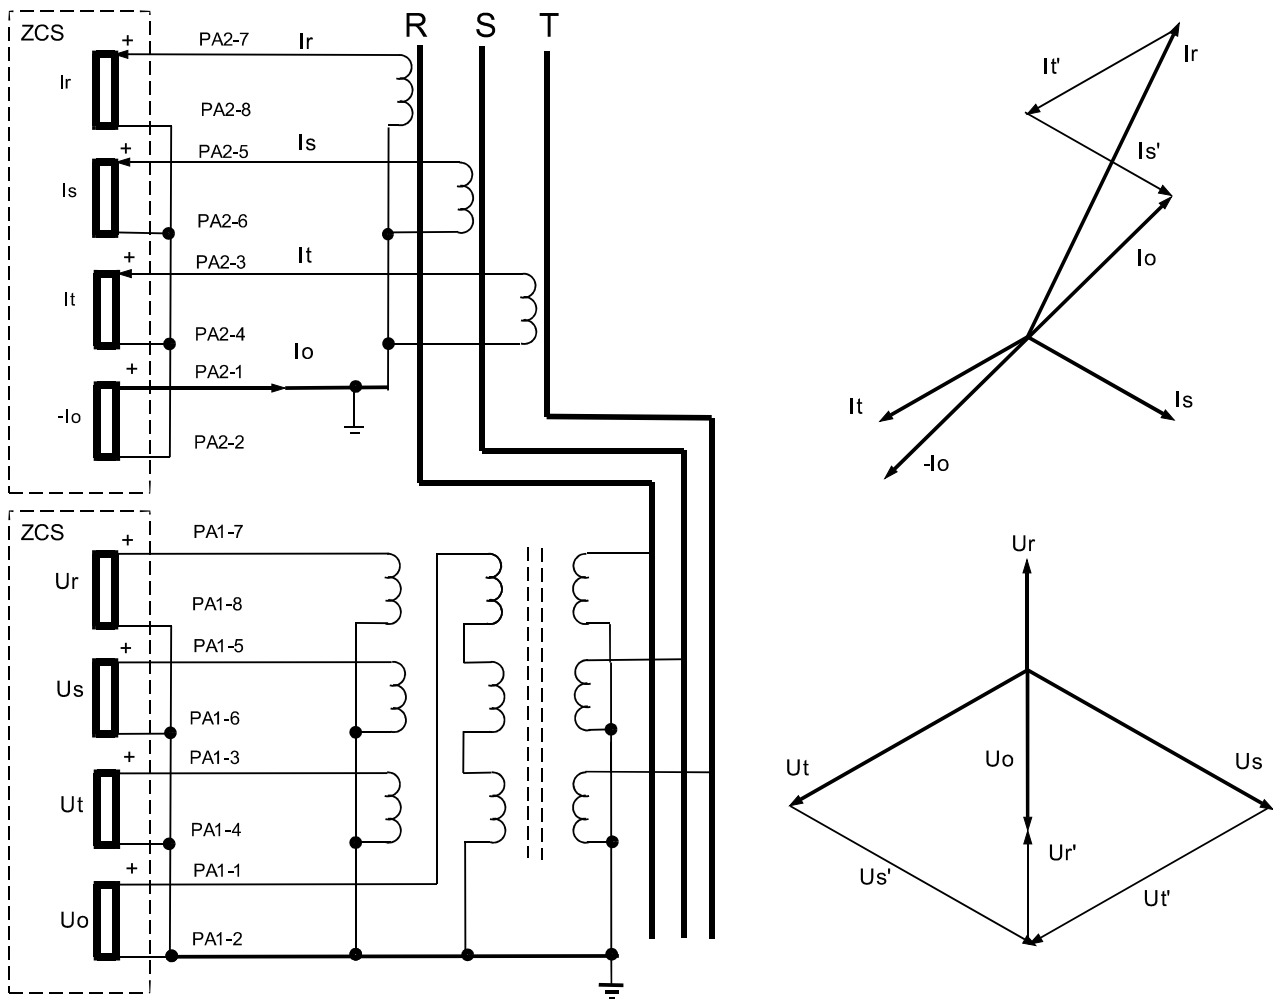 R S T
ZCS
+
PA2-7
Ir
Ir
PA2-8
+
PA2-5
Is
Is
PA2-6
+
PA2-3
It
It
PA2-4
+
PA2-1
Io
-Io
PA2-2
ZCS
+
PA1-7
Ur
PA1-8
+
PA1-5
Us
PA1-6
+
PA1-3
Ut
PA1-4
+
PA1-1
Uo
PA1-2
It'
Ir
Is'
Io
It
Is
-Io
Ur
Ut
Uo
Us
Ur'
Us'
Ut'